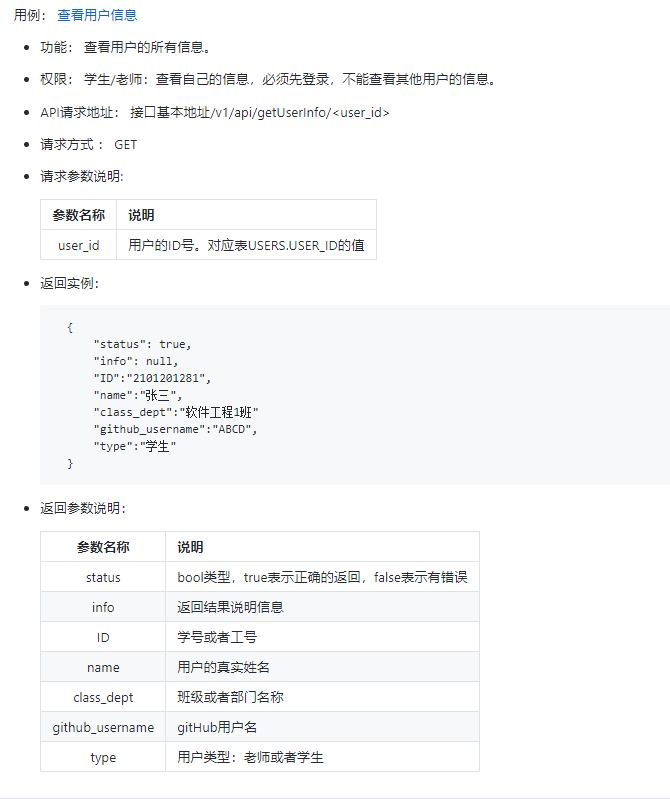 用例： 查看用户信息
功能： 查看用户的所有信息。
权限： 学生/老师：查看自己的信息，必须先登录，不能查看其他用户的信息。
API请求地址： 接口基本地址/v1/api/getUserInfo/<user_id>
请求方式 ： GET
请求参数说明:
参数名称 说明
user_id 用户的ID号。对应表USERS.USER_ID的值
返回实例：
{
"status": true,
"info": null,
"ID":"2101201281",
"name":"张三",
"class_dept":"软件工程1班"
"github_username":"ABCD",
"type":"学生"
}
返回参数说明：
参数名称 说明
status bool类型，true表示正确的返回，false表示有错误
info 返回结果说明信息
ID 学号或者工号
name 用户的真实姓名
class_dept 班级或者部门名称
github_username gitHub用户名
type 用户类型：老师或者学生